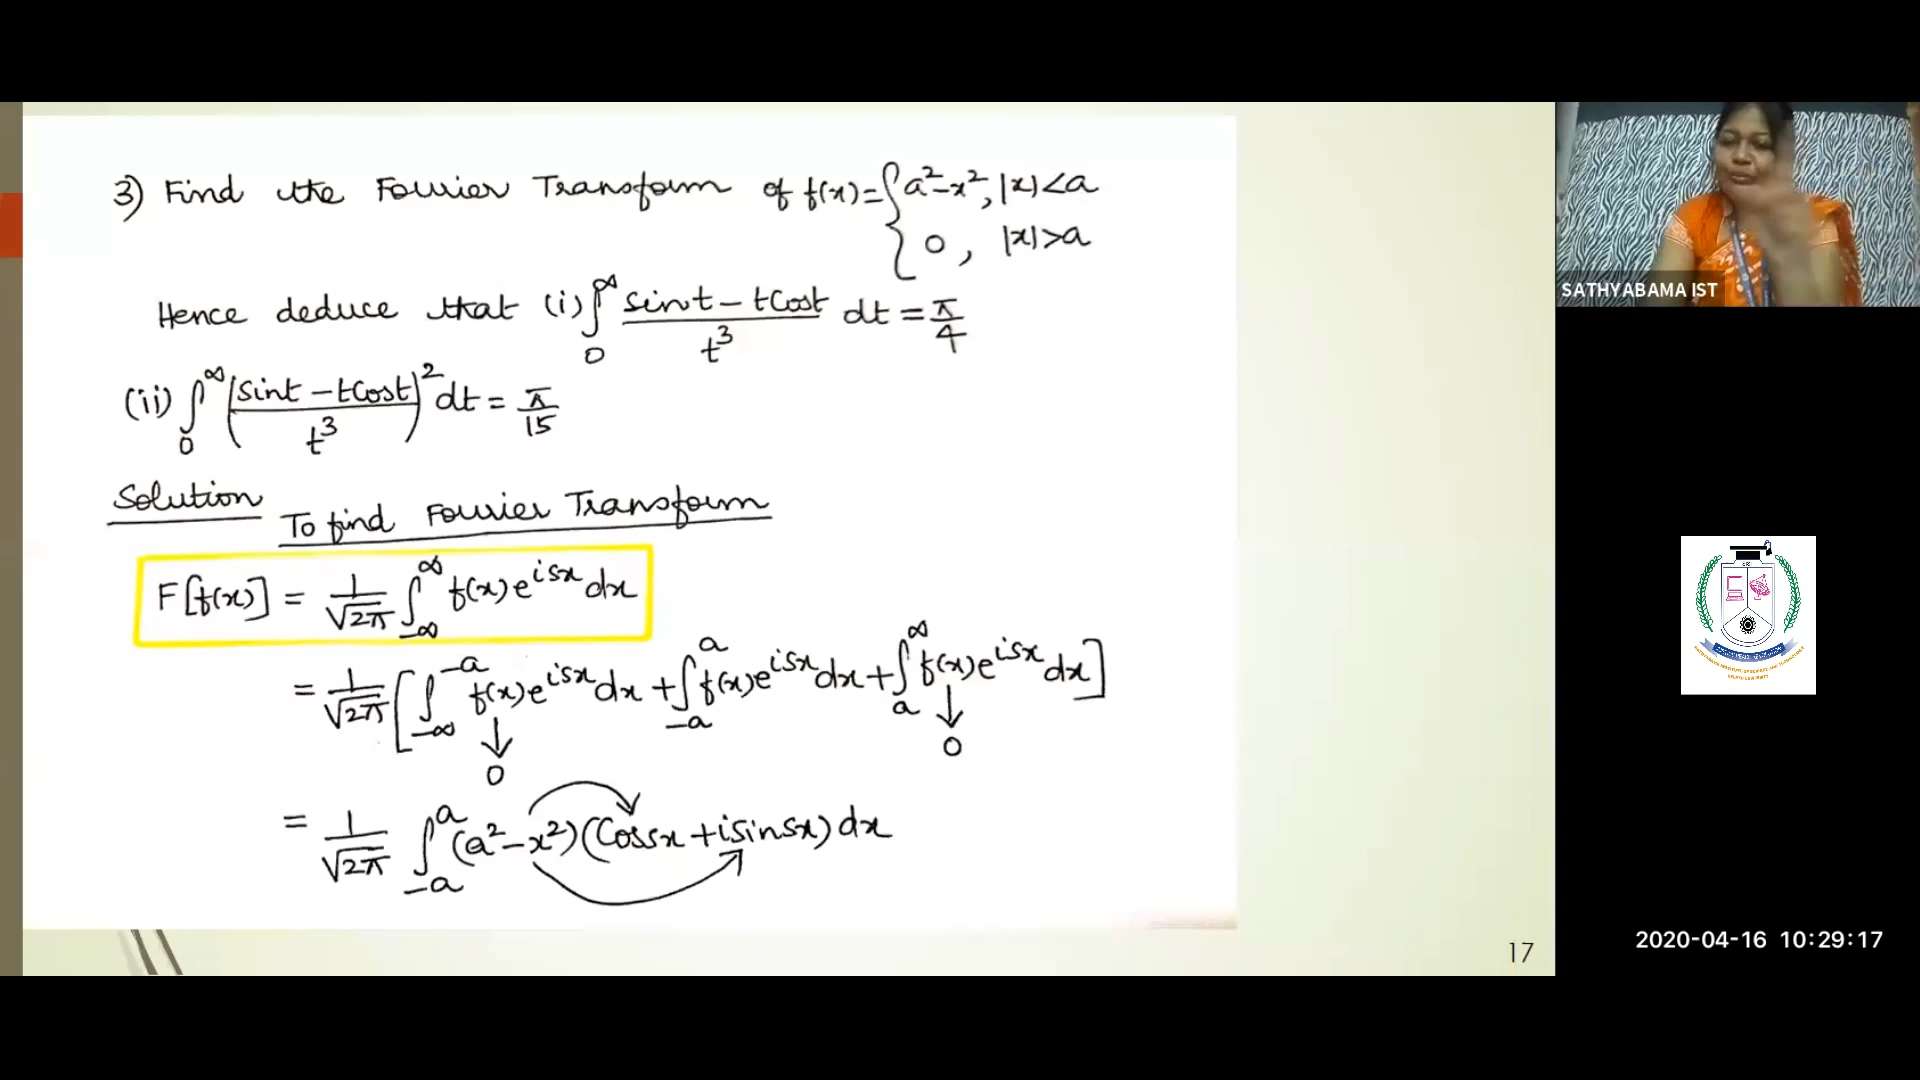 3) Find the Fourier Transform of f(x) = { a²-x², |x|<a
0, |x|>a
Hence deduce that (i) ∫₀^∞ (sint - tcost)/t³ dt = π/4
(ii) ∫₀^∞ ((sint - tcost)/t³)² dt = π/15
Solution
To find Fourier Transform
F[f(x)] = 1/√2π ∫_-∞^∞ f(x) e^isx dx
= 1/√2π [ ∫_-∞^-a f(x) e^isx dx + ∫_-a^a f(x) e^isx dx + ∫_a^∞ f(x) e^isx dx ]
↓ 0 ↓ 0
= 1/√2π ∫_-a^a (a²-x²)(Cossx + isinsx) dx
17
SATHYABAMA IST
2020-04-16 10:29:17